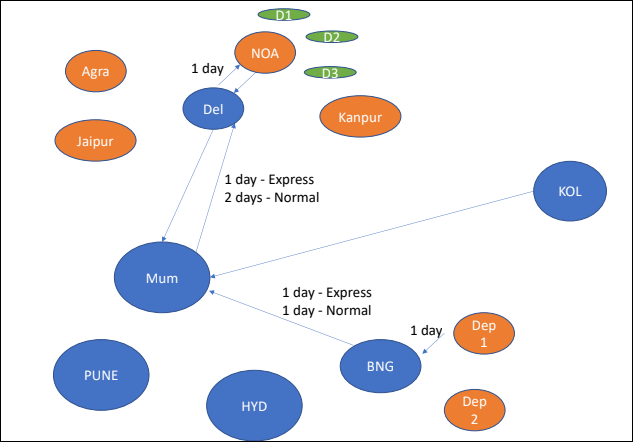 D1
D2
NOA
1 day
D3
Agra
Del
Kanpur
Jaipur
1 day - Express
2 days - Normal
KOL
Mum
1 day - Express
1 day - Normal
1 day
Dep
1
PUNE
BNG
HYD
Dep
2